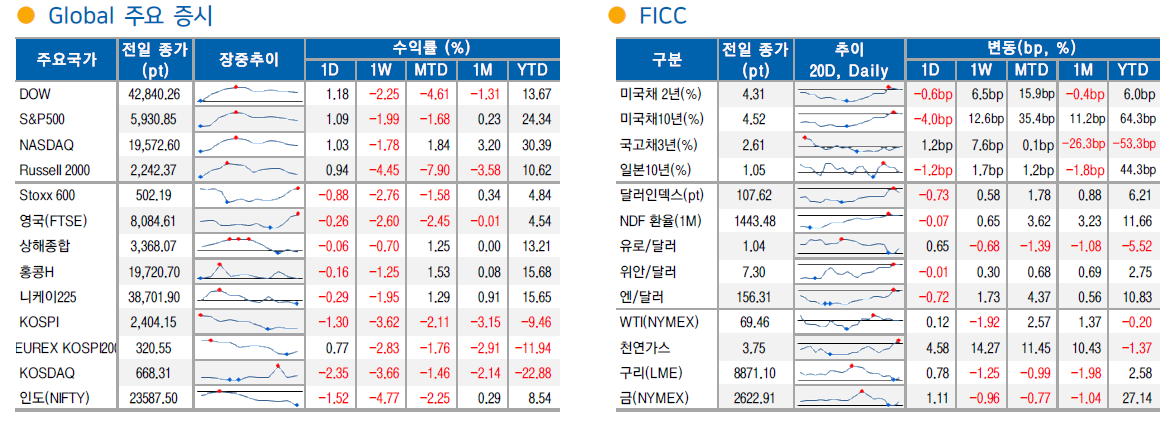 Global 주요 증시
주요국가 전일 종가 (pt) 장중추이 수익률 (%)
1D 1W MTD 1M YTD
DOW 42,840.26 1.18 -2.25 -4.61 -1.31 13.67
S&P500 5,930.85 1.09 -1.99 -1.68 0.23 24.34
NASDAQ 19,572.60 1.03 -1.78 1.84 3.20 30.39
Russell 2000 2,242.37 0.94 -4.45 -7.90 -3.58 10.62
Stoxx 600 502.19 -0.88 -2.76 -1.58 0.34 4.84
영국(FTSE) 8,084.61 -0.26 -2.60 -2.45 -0.01 4.54
상해종합 3,368.07 -0.06 -0.70 1.25 0.00 13.21
홍콩H 19,720.70 -0.16 -1.25 1.53 0.08 15.68
니케이225 38,701.90 -0.29 -1.95 1.29 0.91 15.65
KOSPI 2,404.15 -1.30 -3.62 -2.11 -3.15 -9.46
EUREX KOSPI200 320.55 0.77 -2.83 -1.76 -2.91 -11.94
KOSDAQ 668.31 -2.35 -3.66 -1.46 -2.14 -22.88
인도(NIFTY) 23587.50 -1.52 -4.77 -2.25 0.29 8.54
FICC
구분 전일 종가 (pt) 추이 20D, Daily 변동(bp, %)
1D 1W MTD 1M YTD
미국채 2년(%) 4.31 -0.6bp 6.5bp 15.9bp -0.4bp 6.0bp
미국채10년(%) 4.52 -4.0bp 12.6bp 35.4bp 11.2bp 64.3bp
국고채3년(%) 2.61 1.2bp 7.6bp 0.1bp -26.3bp -53.3bp
일본10년(%) 1.05 -1.2bp 1.7bp 1.2bp -1.8bp 44.3bp
달러인덱스(pt) 107.62 -0.73 0.58 1.78 0.88 6.21
NDF 환율(1M) 1443.48 -0.07 0.65 3.62 3.23 11.66
유로/달러 1.04 0.65 -0.68 -1.39 -1.08 -5.52
위안/달러 7.30 -0.01 0.30 0.68 0.69 2.75
엔/달러 156.31 -0.72 1.73 4.37 0.56 10.83
WTI(NYMEX) 69.46 0.12 -1.92 2.57 1.37 -0.20
천연가스 3.75 4.58 14.27 11.45 10.43 -1.37
구리(LME) 8871.10 0.78 -1.25 -0.99 -1.98 2.58
금(NYMEX) 2622.91 1.11 -0.96 -0.77 -1.04 27.14